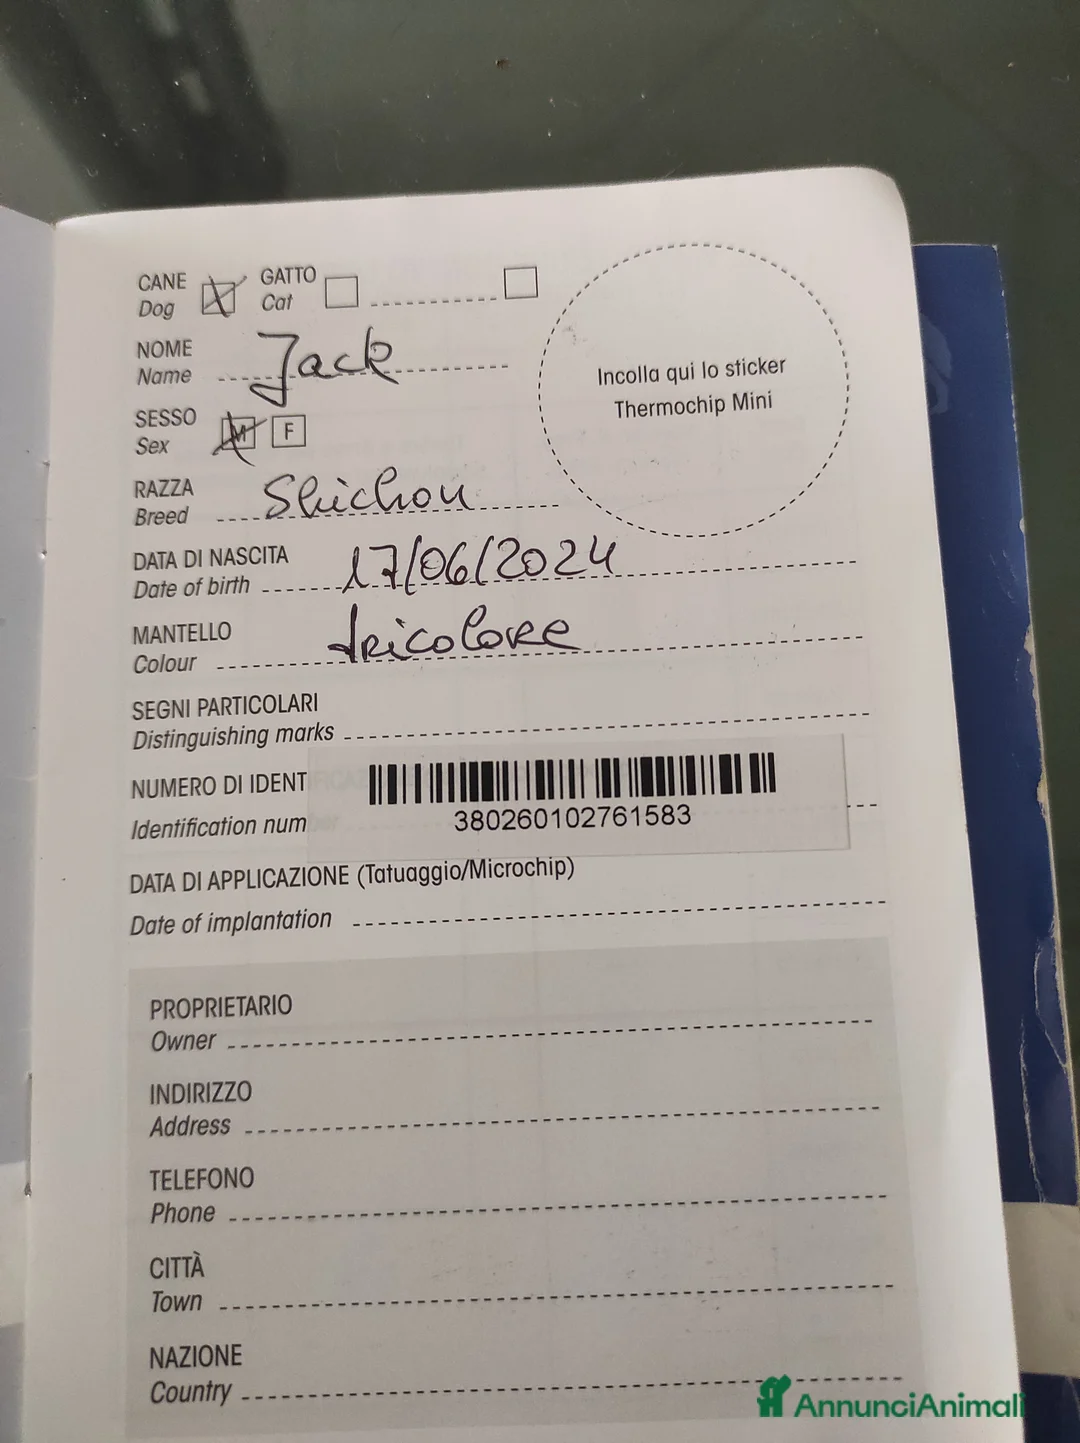 CANE GATTO
Dog Cat
NOME
Name Jack
SESSO
Sex M F
Incolla qui lo sticker
Thermochip Mini
RAZZA
Breed Shichon
DATA DI NASCITA
Date of birth 17/06/2024
MANTELLO
Colour tricolore
SEGNI PARTICOLARI
Distinguishing marks
NUMERO DI IDENT
Identification num
380260102761583
DATA DI APPLICAZIONE (Tatuaggio/Microchip)
Date of implantation
PROPRIETARIO
Owner
INDIRIZZO
Address
TELEFONO
Phone
CITTÀ
Town
NAZIONE
Country
AnnunciAnimali